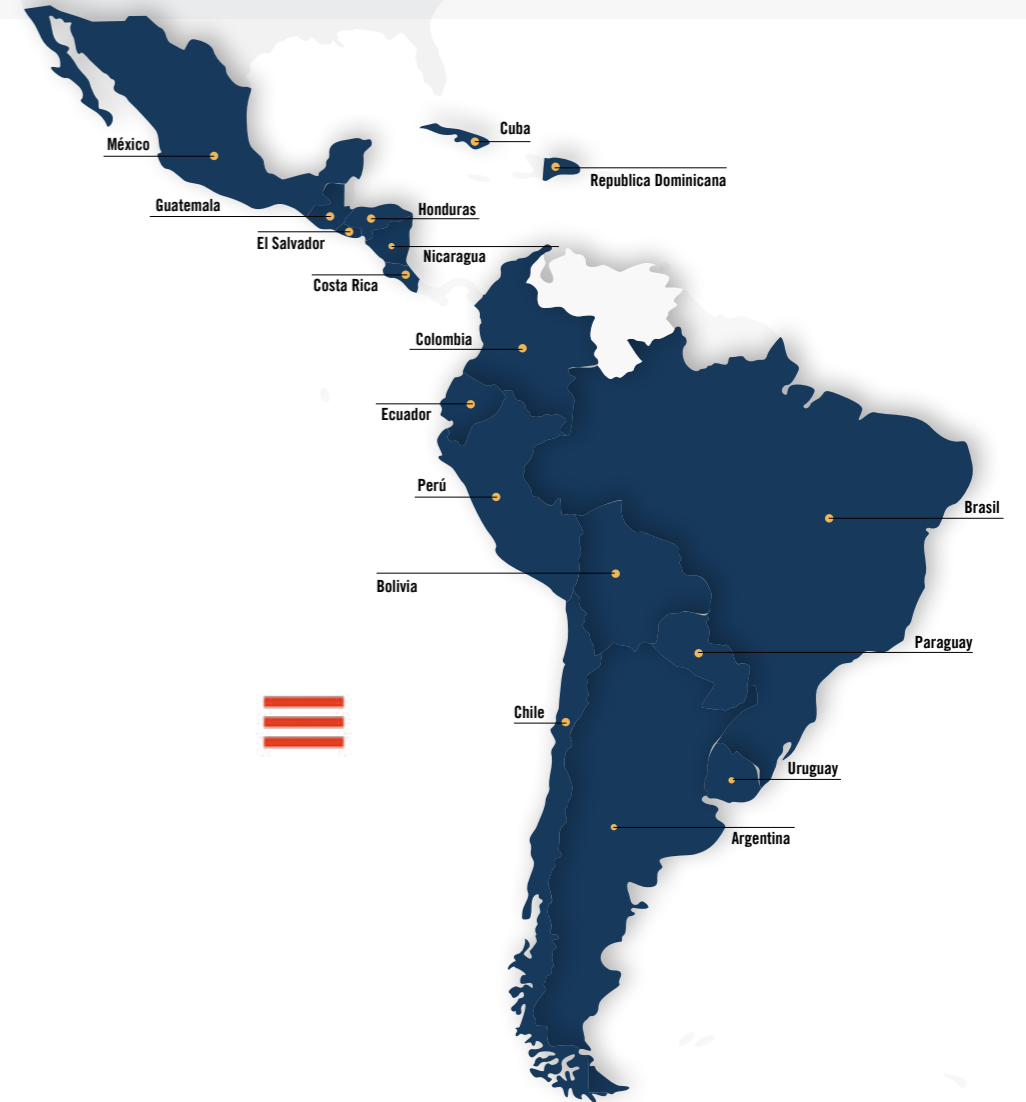 Cuba
México
Republica Dominicana
Guatemala
Honduras
El Salvador
Nicaragua
Costa Rica
Colombia
Ecuador
Perú
Brasil
Bolivia
Paraguay
Chile
Uruguay
Argentina